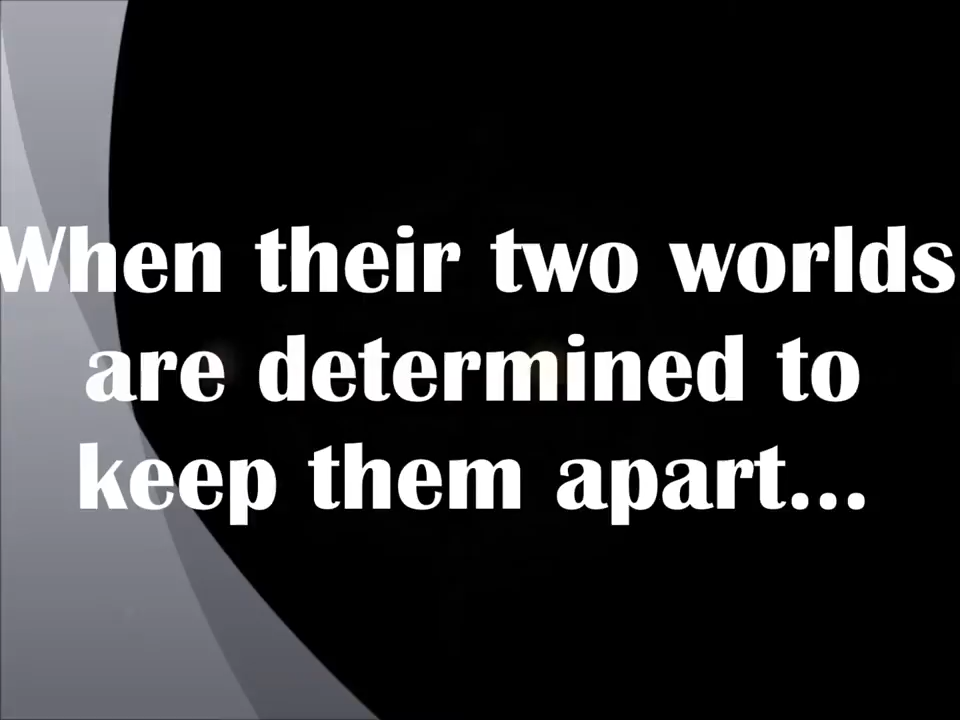 When their two worlds
are determined to
keep them apart...